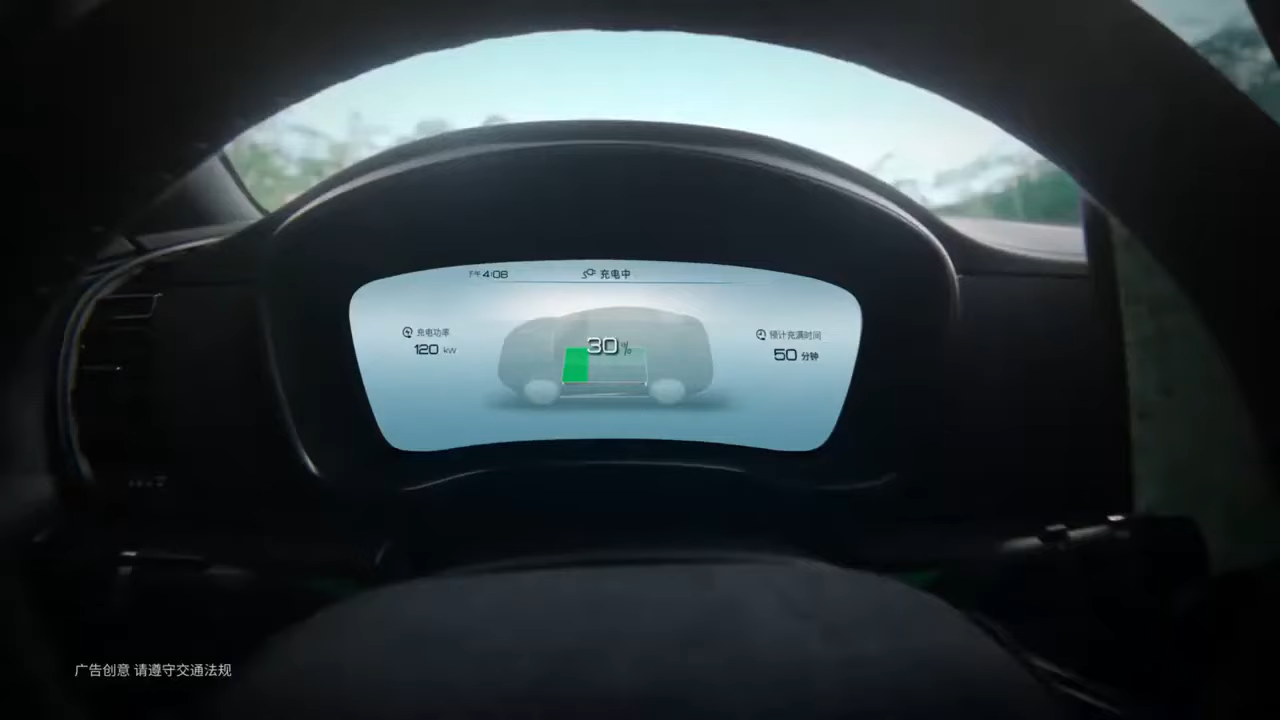 下午4:08
充电中
充电功率
120 kW
30%
预计充满时间
50 分钟
广告创意 请遵守交通法规